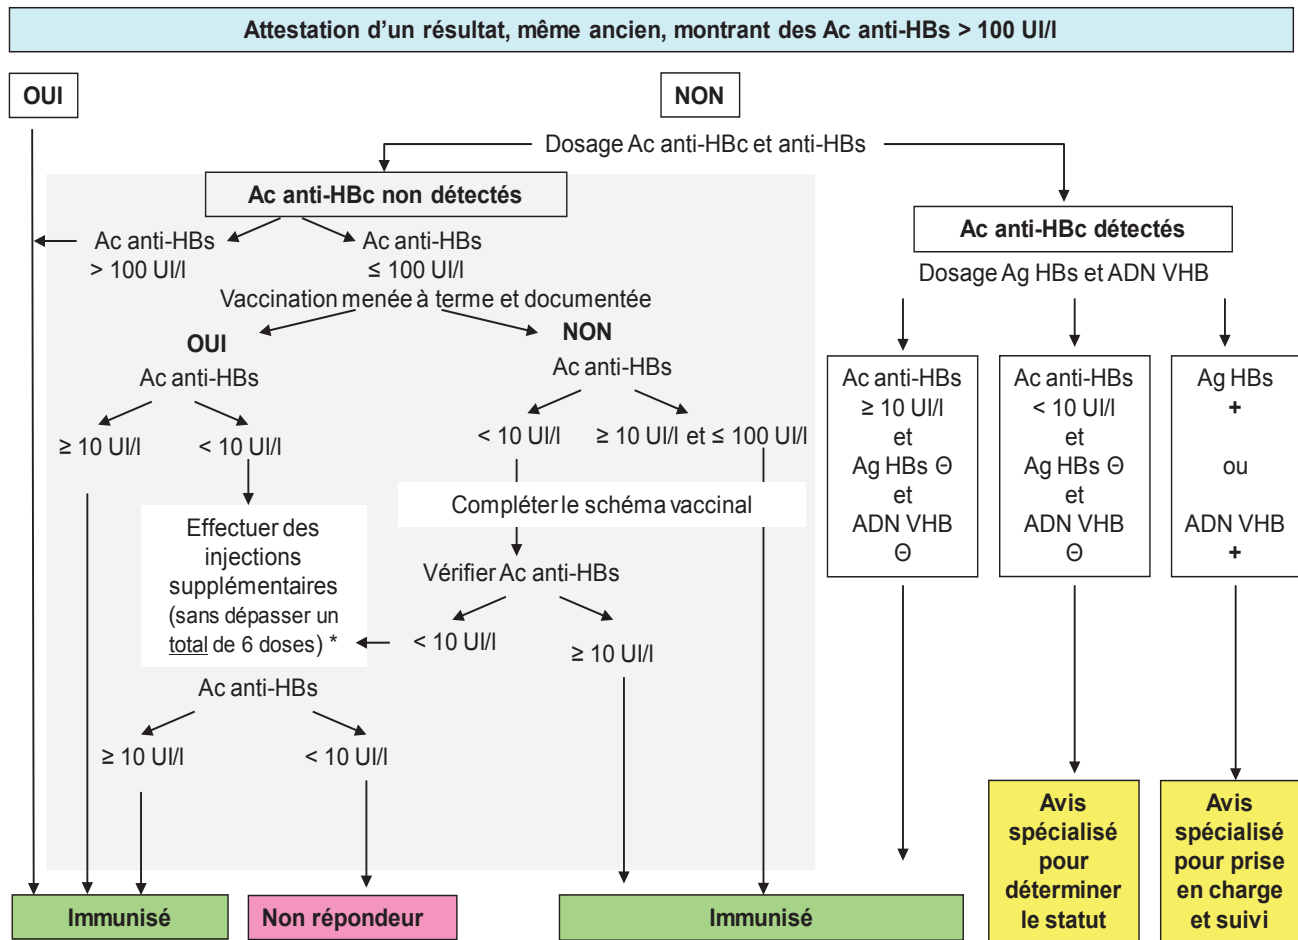 Attestation d’un résultat, même ancien, montrant des Ac anti-HBs > 100 UI/l
OUI
NON
Dosage Ac anti-HBc et anti-HBs
Ac anti-HBc non détectés
Ac anti-HBs
> 100 UI/l
Ac anti-HBs
≤ 100 UI/l
Vaccination menée à terme et documentée
OUI
Ac anti-HBs
≥ 10 UI/l
< 10 UI/l
NON
Ac anti-HBs
< 10 UI/l
≥ 10 UI/l et ≤ 100 UI/l
Effectuer des
injections
supplémentaires
(sans dépasser un
total de 6 doses) *
Compléter le schéma vaccinal
Vérifier Ac anti-HBs
< 10 UI/l
≥ 10 UI/l
Ac anti-HBs
≥ 10 UI/l
< 10 UI/l
Ac anti-HBc détectés
Dosage Ag HBs et ADN VHB
Ac anti-HBs
≥ 10 UI/l
et
Ag HBs Θ
et
ADN VHB
Θ
Ac anti-HBs
< 10 UI/l
et
Ag HBs Θ
et
ADN VHB
Θ
Ag HBs
+
ou
ADN VHB
+
Immunisé
Non répondeur
Immunisé
Avis
spécialisé
pour
déterminer
le statut
Avis
spécialisé
pour prise
en charge
et suivi